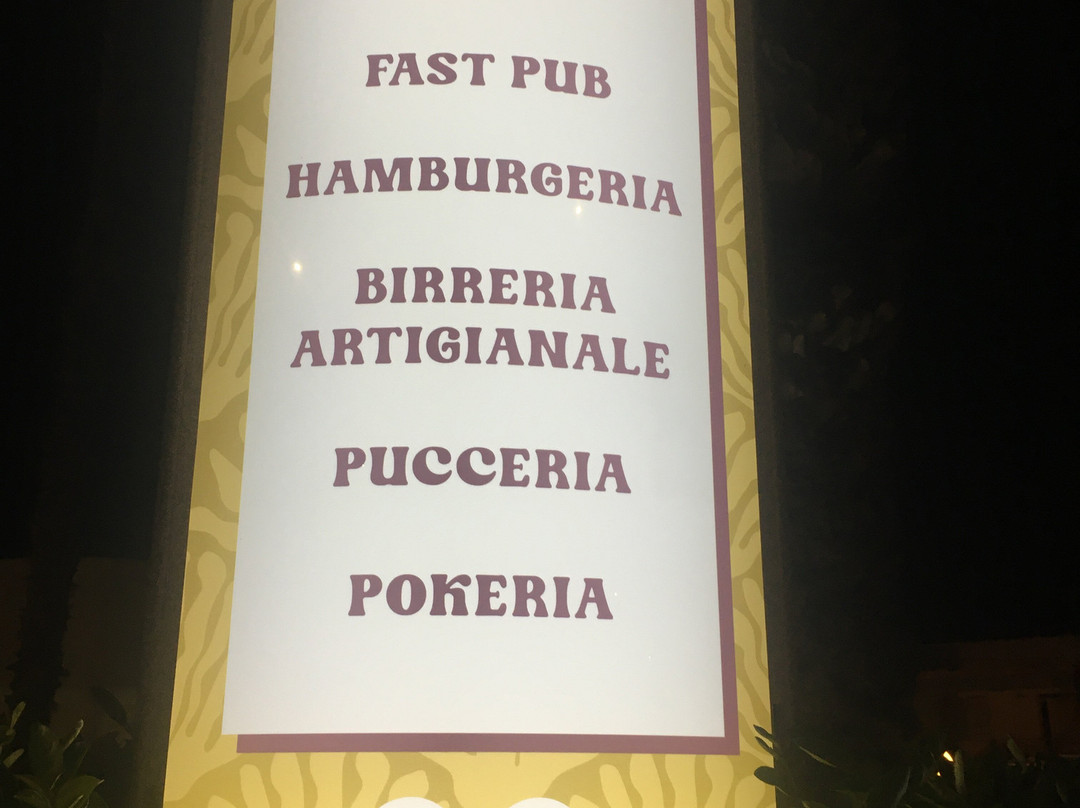 FAST PUB
HAMBURGERIA
BIRRERIA
ARTIGIANALE
PUCCERIA
POKERIA